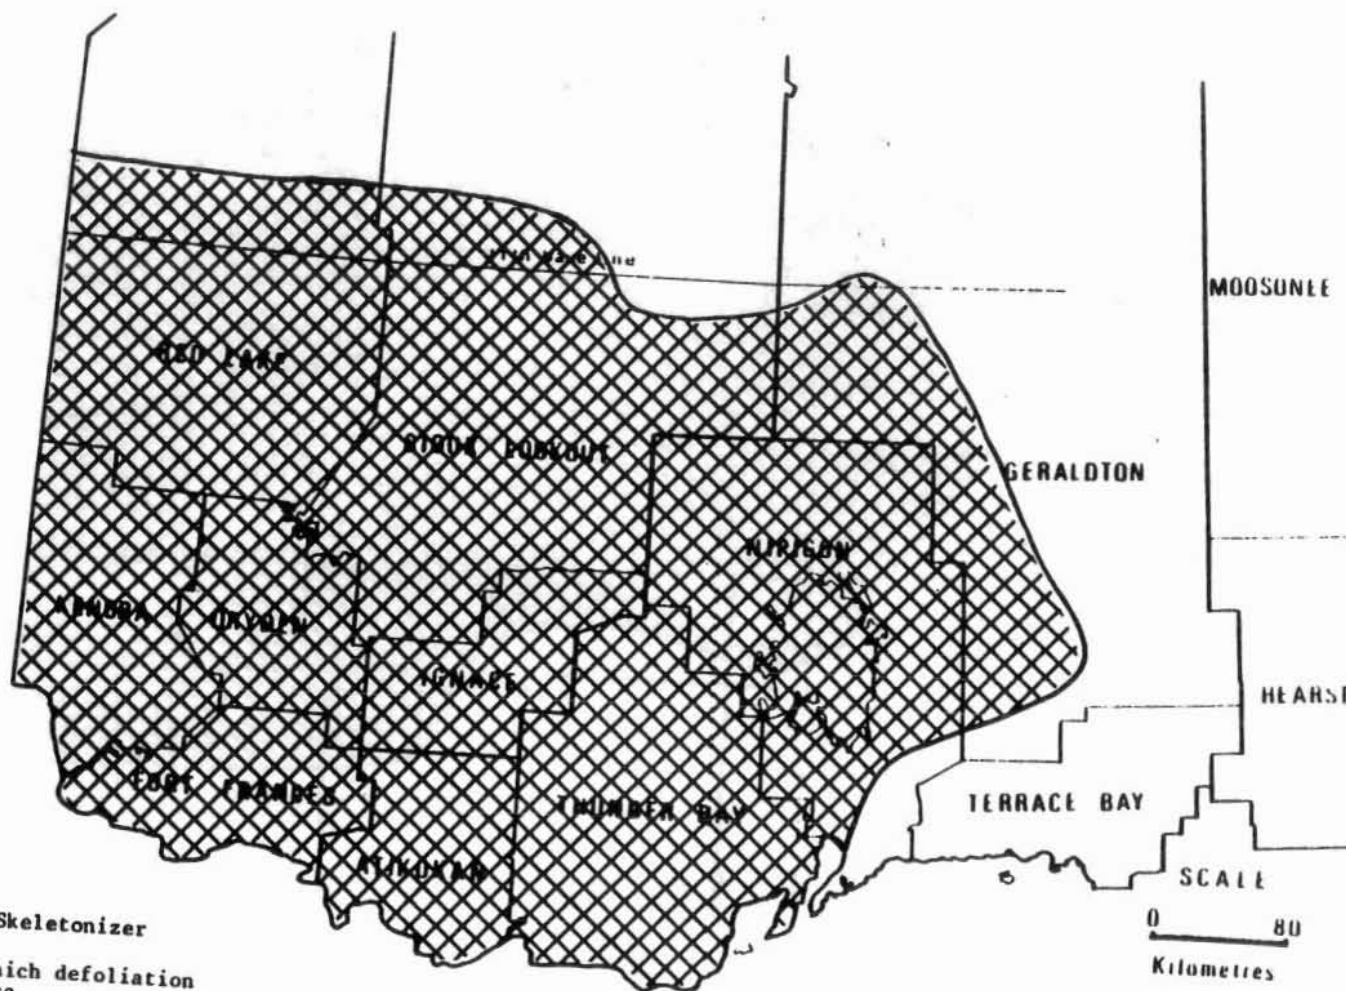 MOOSONEE
RED LAKE
SIOUX LOOKOUT
GERALDTON
NIPIGON
KENORA
DRYDEN
IGNACE
HEARST
FORT FRANCES
THUNDER BAY
TERRACE BAY
ATIKOKAN
SCALE
0 80
Kilometres
Skeletonizer
defoliation